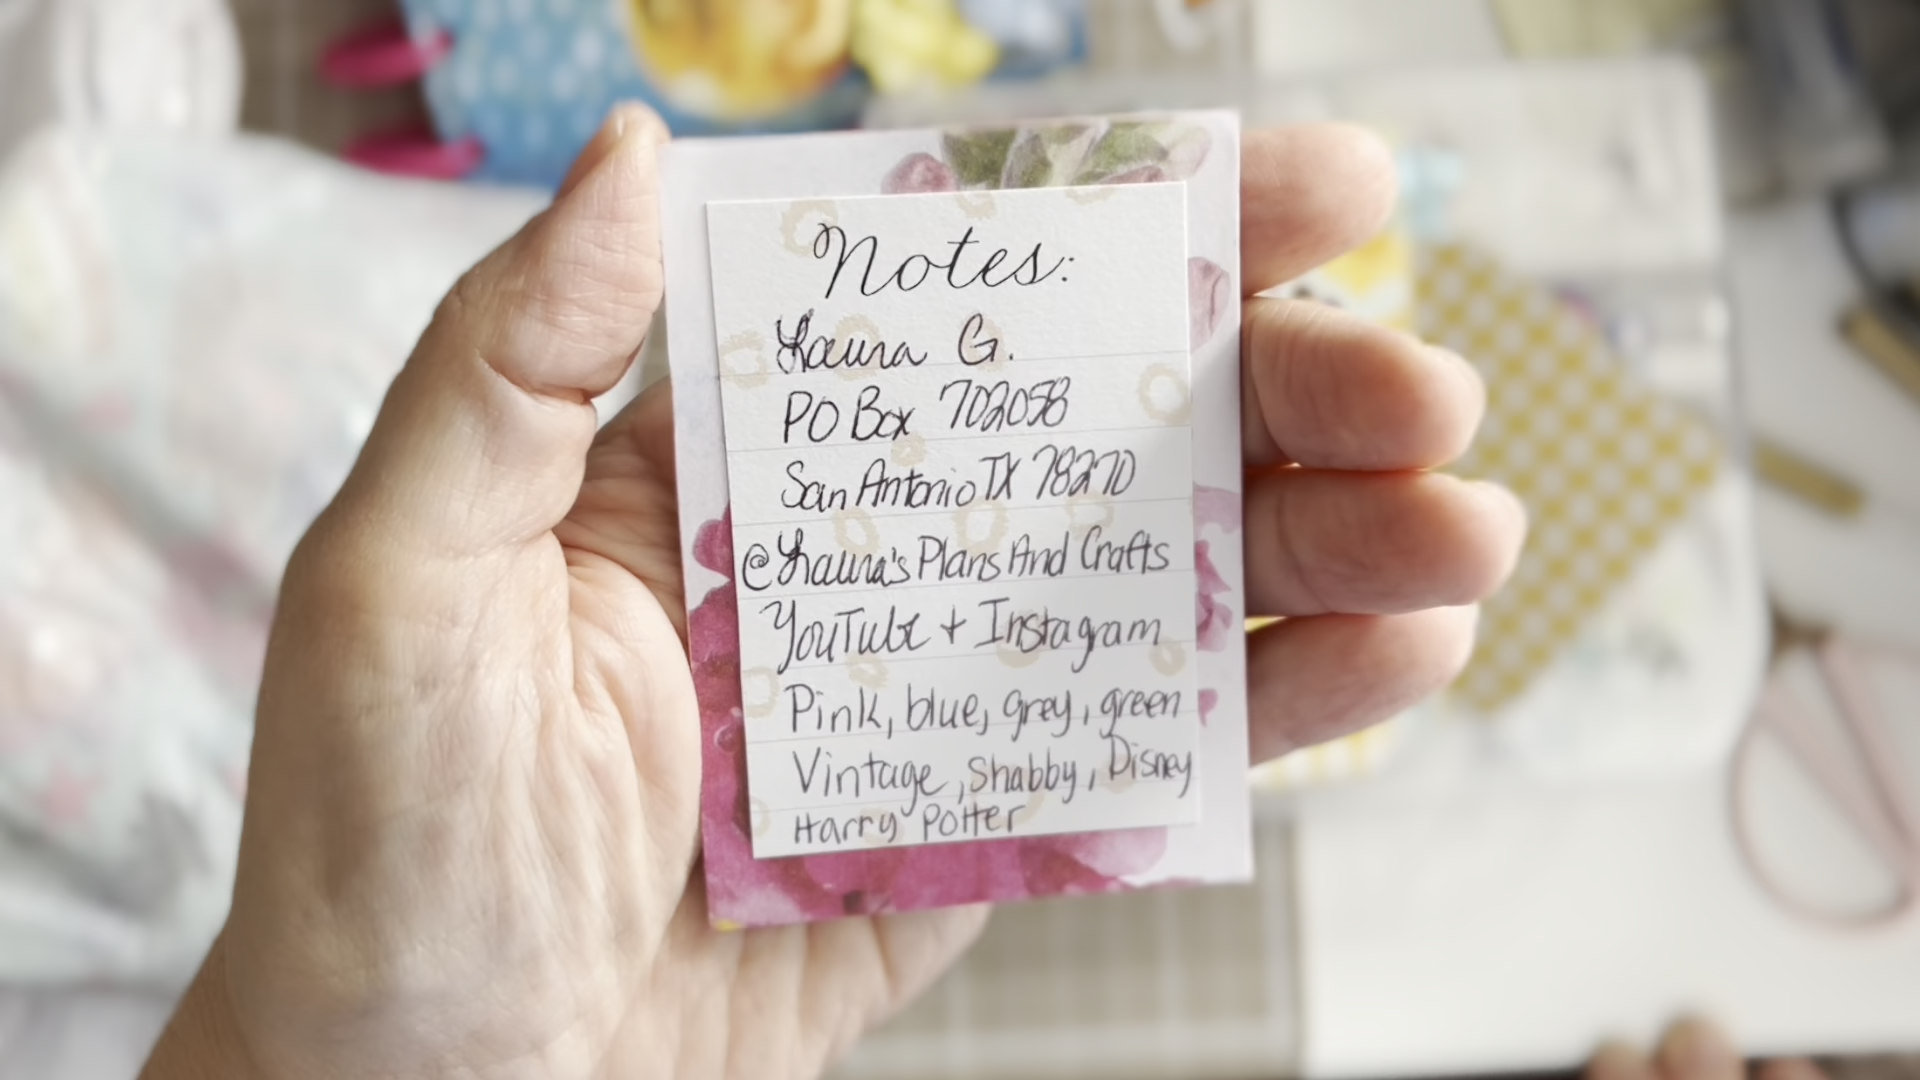 Notes:
Laura G.
PO Box 702058
San Antonio TX 78270
@Laura's Plans And Crafts
YouTube + Instagram
Pink, blue, grey, green
Vintage, Shabby, Disney
Harry Potter